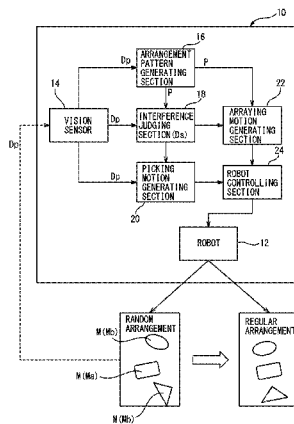 10
16
ARRANGEMENT
PATTERN
GENERATING
SECTION
Dp
P
P
14
VISION
SENSOR
Dp
Dp
18
INTERFERENCE
JUDGING
SECTION(Ds)
22
ARRAYING
MOTION
GENERATING
SECTION
Dp
PICKING
MOTION
GENERATING
SECTION
20
24
ROBOT
CONTROLLING
SECTION
ROBOT
12
RANDOM
ARRANGEMENT
M(Mb)
M(Ma)
M(Mb)
REGULAR
ARRANGEMENT